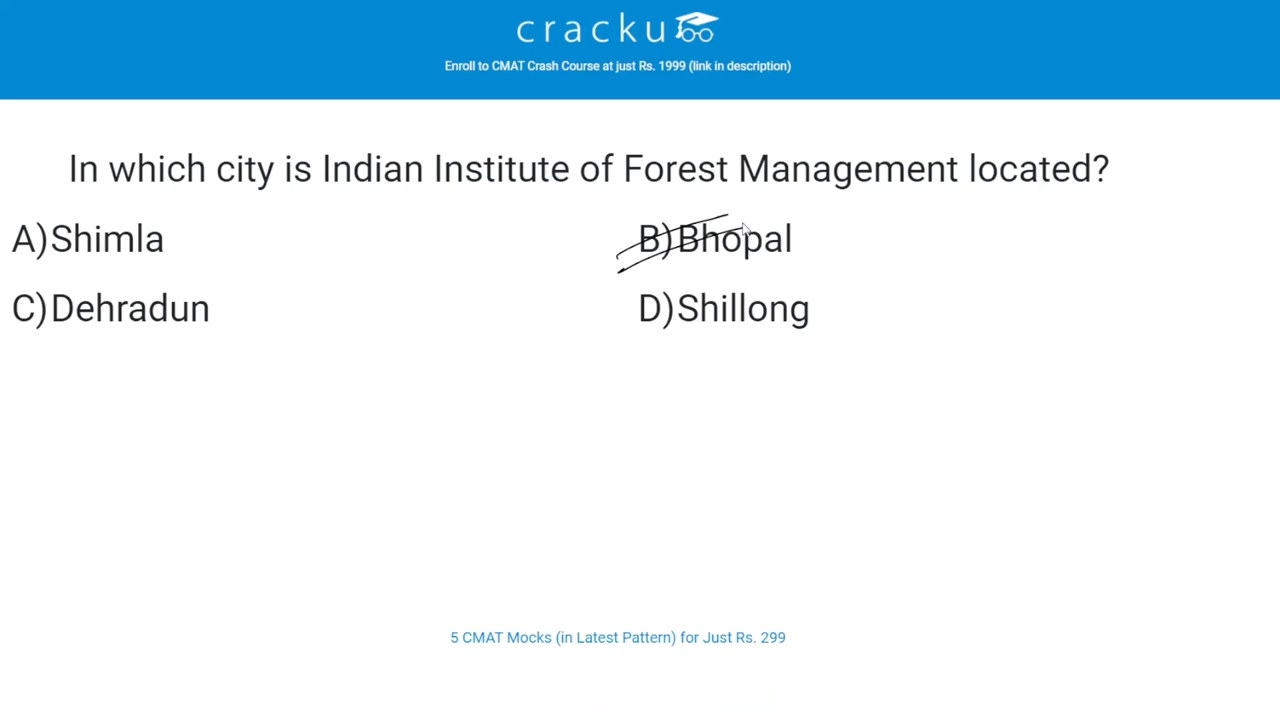 cracku
Enroll to CMAT Crash Course at just Rs. 1999 (link in description)
In which city is Indian Institute of Forest Management located?
A)Shimla
B)Bhopal
C)Dehradun
D)Shillong
5 CMAT Mocks (in Latest Pattern) for Just Rs. 299